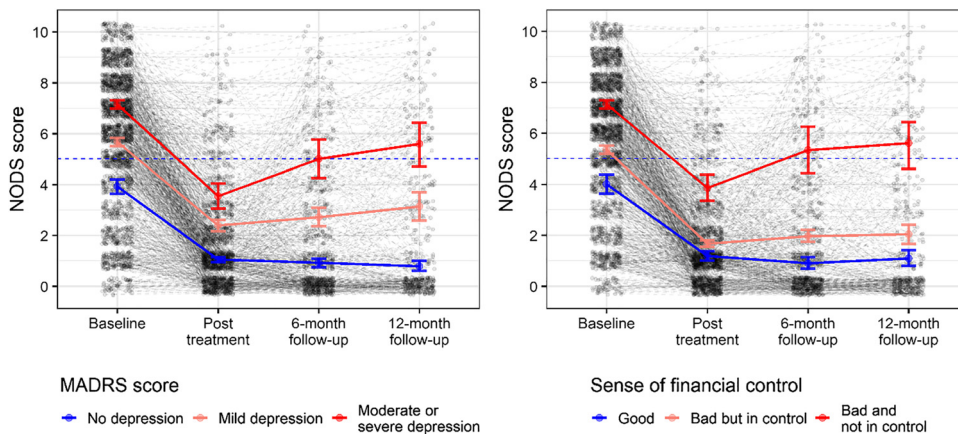 NODS score
10
8
6
4
2
0
Baseline
Post
treatment
6-month
follow-up
12-month
follow-up
MADRS score
No depression
Mild depression
Moderate or
severe depression
NODS score
10
8
6
4
2
0
Baseline
Post
treatment
6-month
follow-up
12-month
follow-up
Sense of financial control
Good
Bad but in control
Bad and
not in control